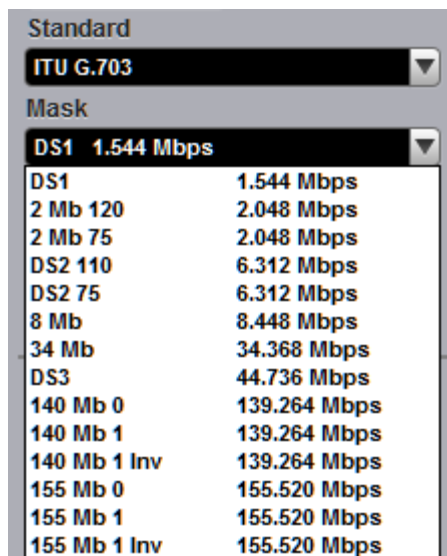 Standard
ITU G.703
Mask
DS1 1.544 Mbps
DS1 1.544 Mbps
2 Mb 120 2.048 Mbps
2 Mb 75 2.048 Mbps
DS2 110 6.312 Mbps
DS2 75 6.312 Mbps
8 Mb 8.448 Mbps
34 Mb 34.368 Mbps
DS3 44.736 Mbps
140 Mb 0 139.264 Mbps
140 Mb 1 139.264 Mbps
140 Mb 1 Inv 139.264 Mbps
155 Mb 0 155.520 Mbps
155 Mb 1 155.520 Mbps
155 Mb 1 Inv 155.520 Mbps